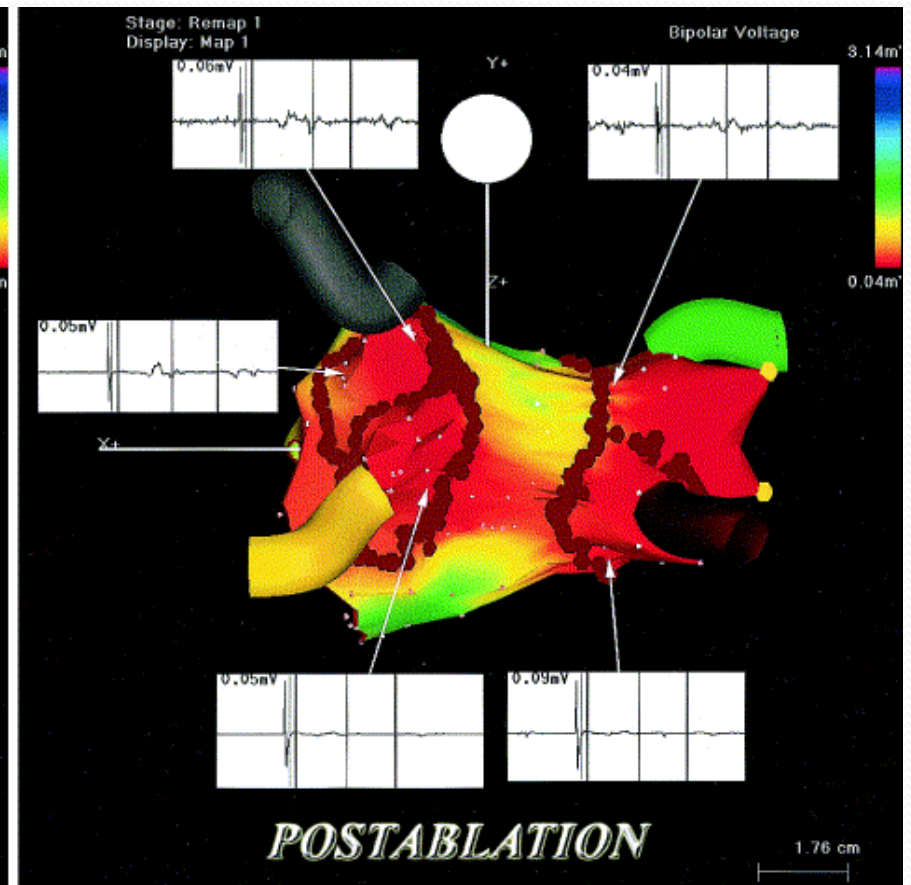 Stage: Remap 1
Display: Map 1
Bipolar Voltage
3.14m'
0.06mV
0.04mV
Y+
Z+
0.04m'
0.05mV
X+
0.05mV
0.09mV
POSTABLATION
1.76 cm